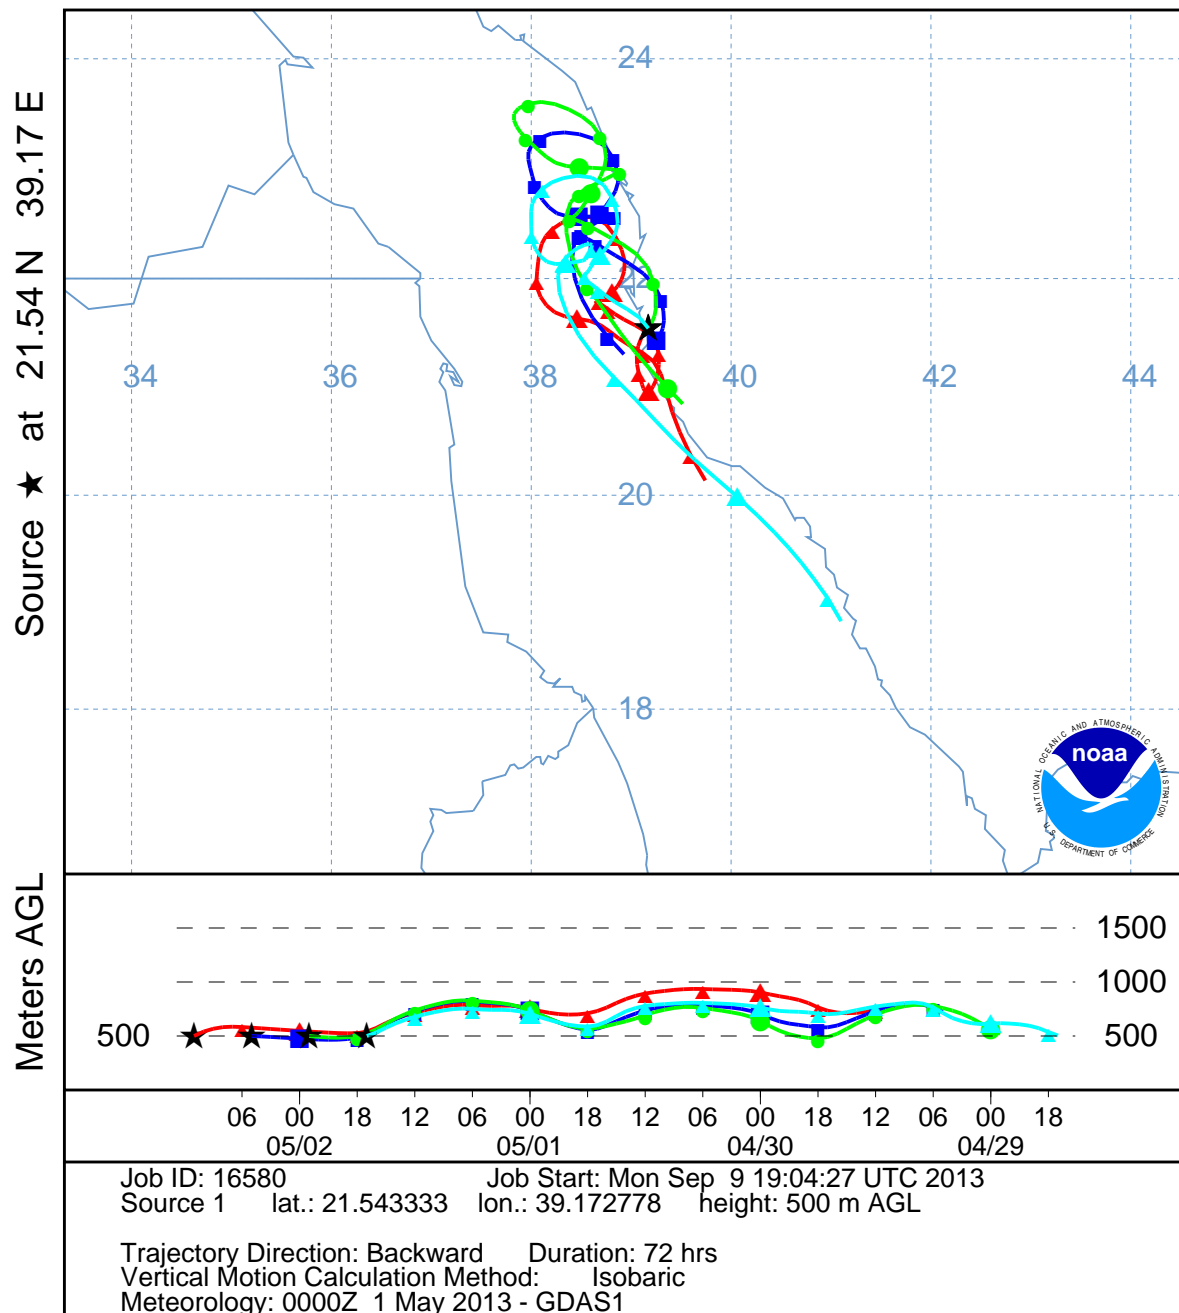 Source ★ at 21.54 N 39.17 E
24
22
34 36 38 40 42 44
20
18
NATIONAL OCEANIC AND ATMOSPHERIC ADMINISTRATION
noaa
U.S. DEPARTMENT OF COMMERCE
Meters AGL
1500
1000
500 500
06 00 18 12 06 00 18 12 06 00 18 12 06 00 18
05/02 05/01 04/30 04/29
Job ID: 16580 Job Start: Mon Sep 9 19:04:27 UTC 2013
Source 1 lat.: 21.543333 lon.: 39.172778 height: 500 m AGL
Trajectory Direction: Backward Duration: 72 hrs
Vertical Motion Calculation Method: Isobaric
Meteorology: 0000Z 1 May 2013 - GDAS1